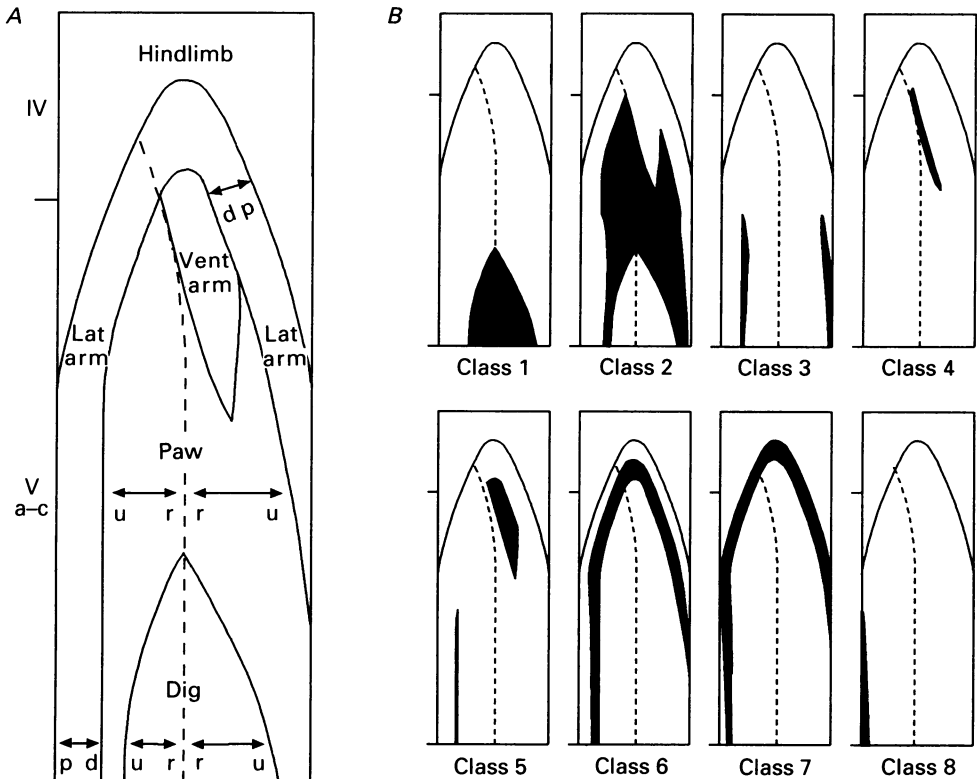 A
Hindlimb
IV
d p
Vent
arm
Lat
arm
Lat
arm
Paw
V
a–c
u r r u
Dig
p d u r r u
B
Class 1 Class 2 Class 3 Class 4
Class 5 Class 6 Class 7 Class 8